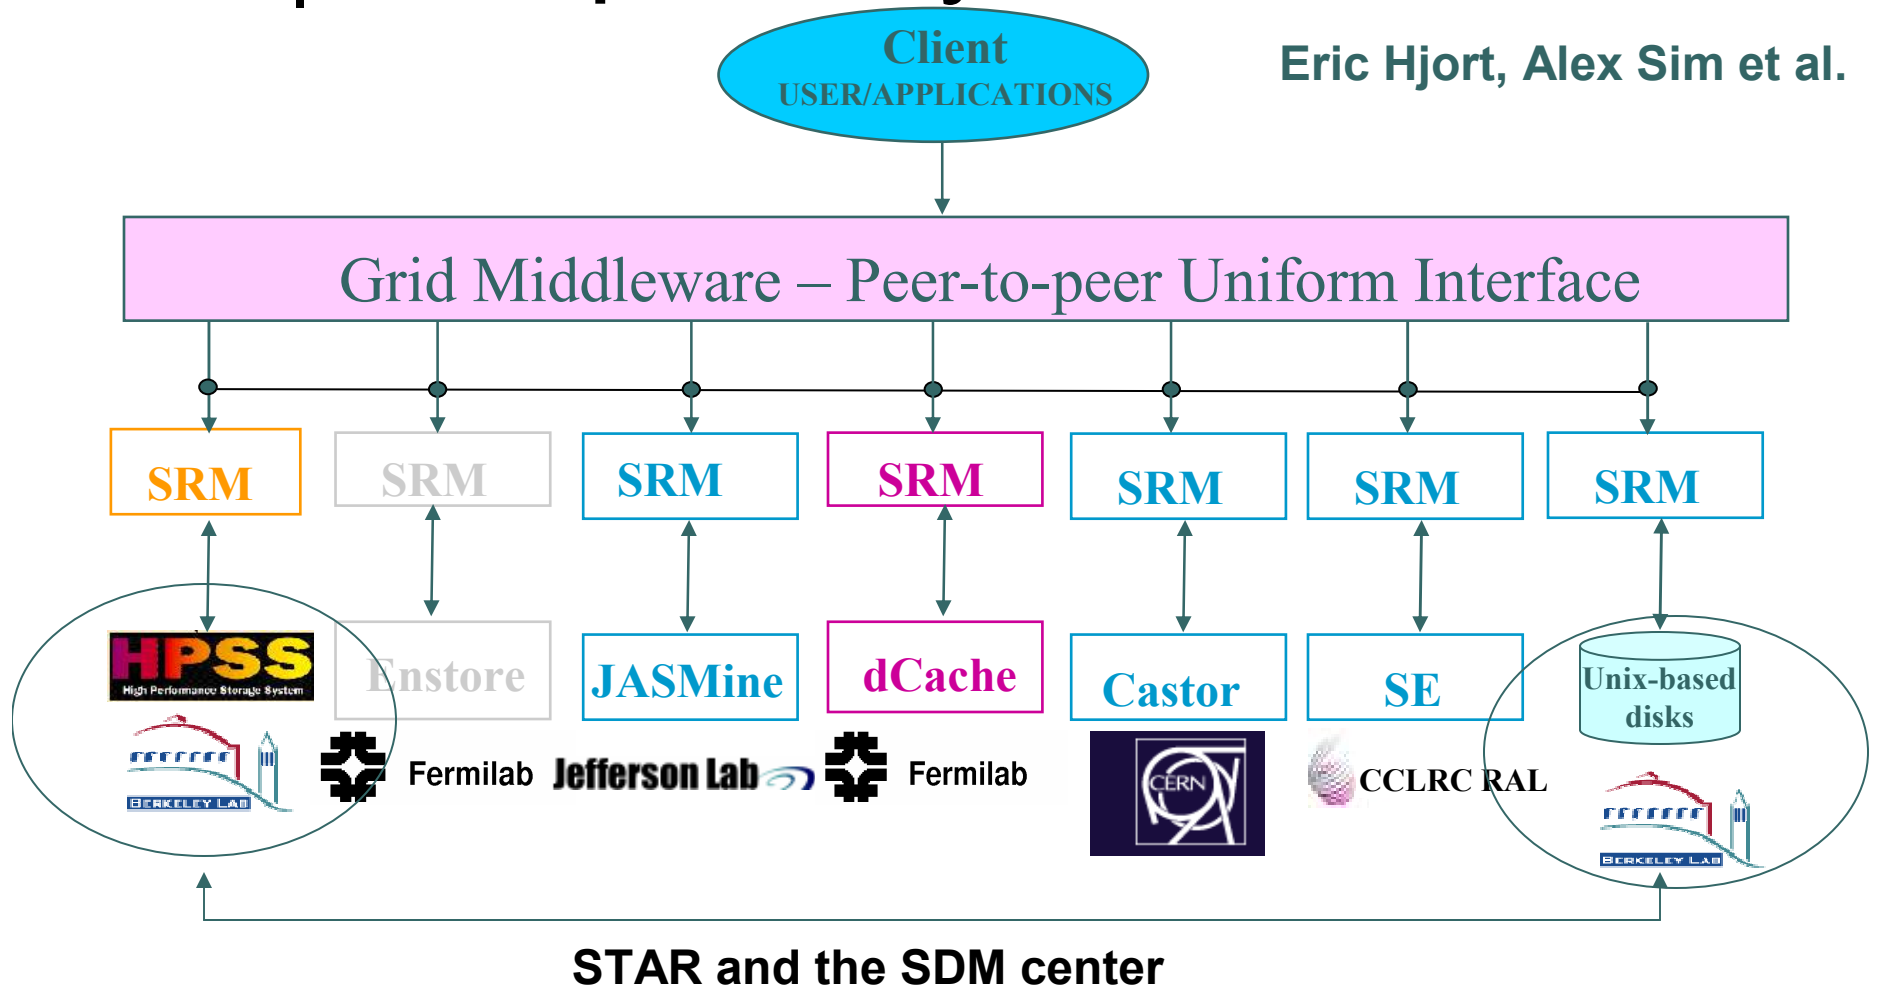 Client
USER/APPLICATIONS
Eric Hjort, Alex Sim et al.
Grid Middleware – Peer-to-peer Uniform Interface
SRM
SRM
SRM
SRM
SRM
SRM
SRM
HPSS
High Performance Storage System
Enstore
JASMine
dCache
Castor
SE
Unix-based
disks
BERKELEY LAB
Fermilab
Jefferson Lab
Fermilab
CERN
CCLRC RAL
BERKELEY LAB
STAR and the SDM center